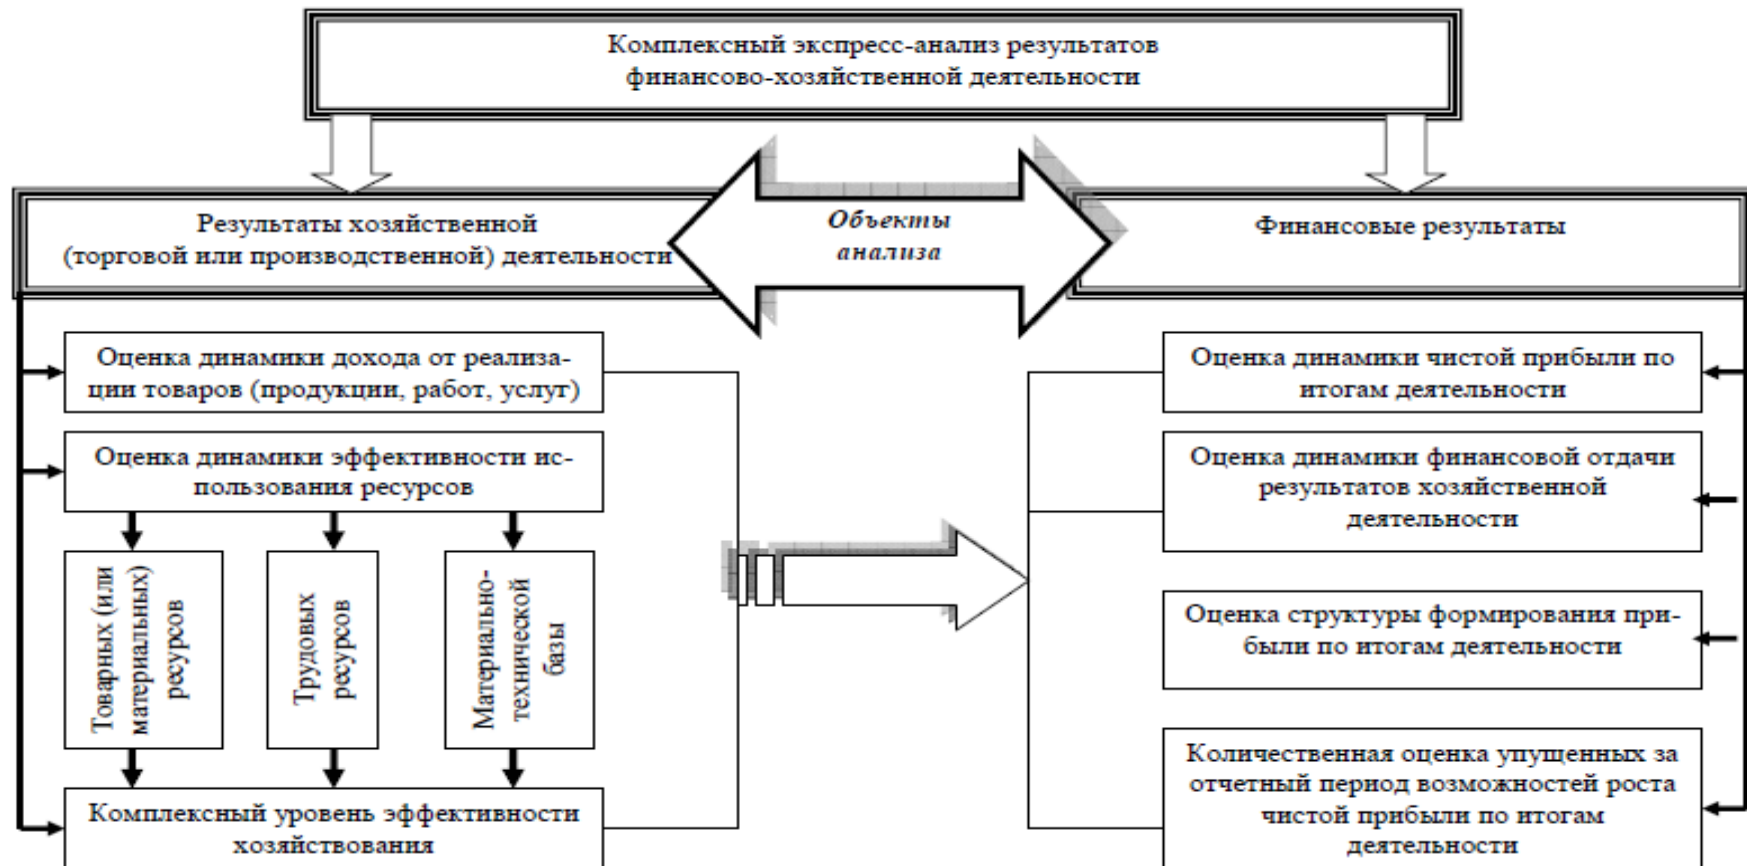 Комплексный экспресс-анализ результатов
финансово-хозяйственной деятельности
Результаты хозяйственной
(торговой или производственной) деятельности
Объекты
анализа
Финансовые результаты
Оценка динамики дохода от реализа-
ции товаров (продукции, работ, услуг)
Оценка динамики эффективности ис-
пользования ресурсов
Товарных (или
материальных)
ресурсов
Трудовых
ресурсов
Материально-
технической
базы
Комплексный уровень эффективности
хозяйствования
Оценка динамики чистой прибыли по
итогам деятельности
Оценка динамики финансовой отдачи
результатов хозяйственной
деятельности
Оценка структуры формирования при-
были по итогам деятельности
Количественная оценка упущенных за
отчетный период возможностей роста
чистой прибыли по итогам
деятельности